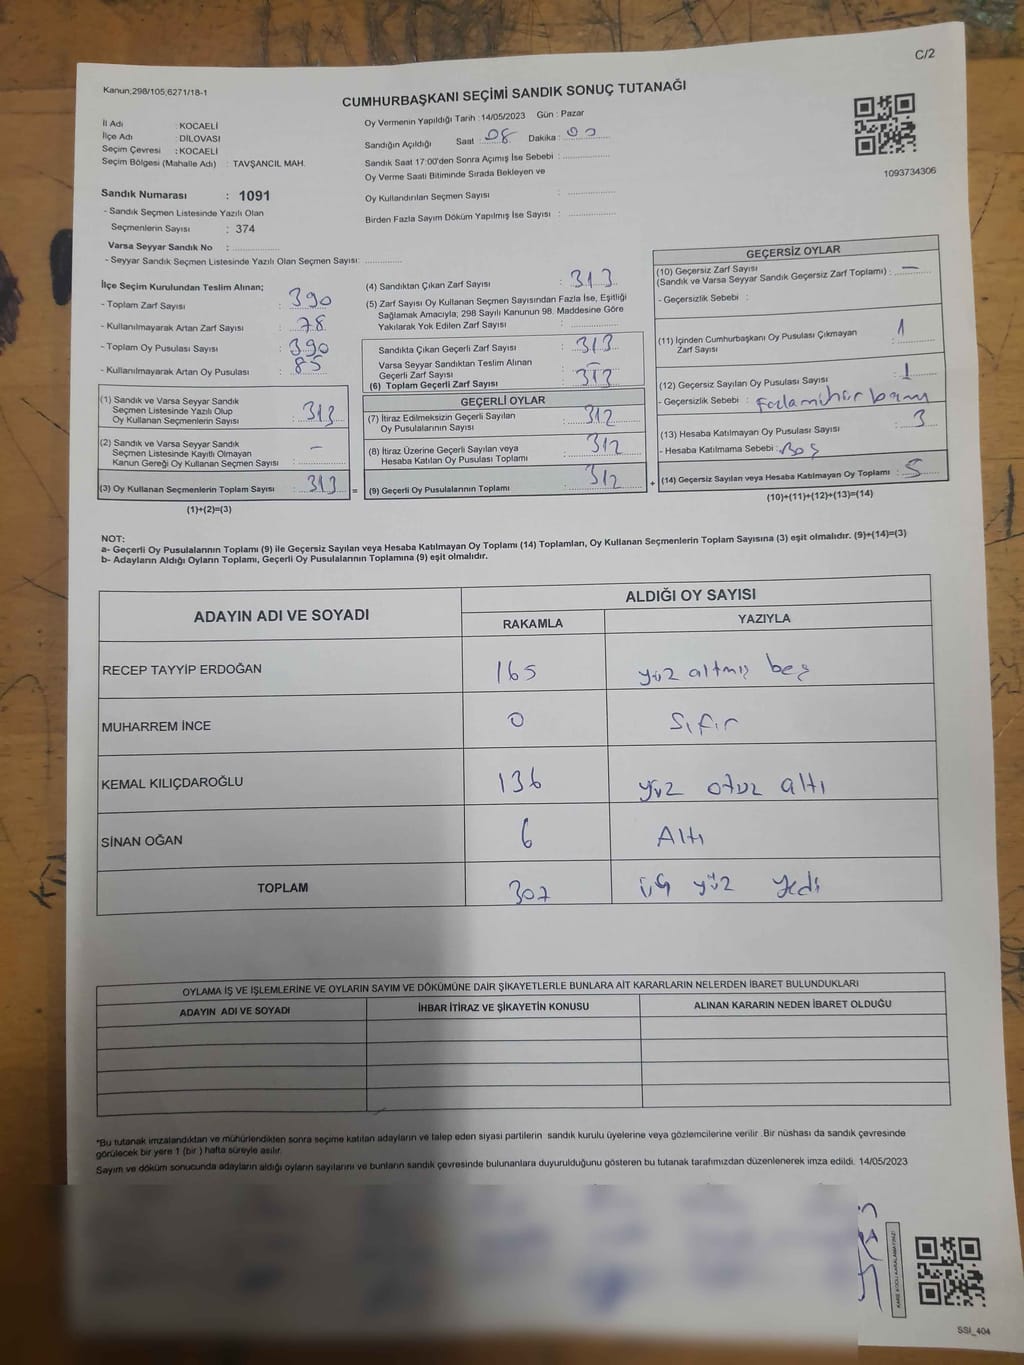 C/2
Kanun;298/105;6271/18-1
CUMHURBAŞKANI SEÇİMİ SANDIK SONUÇ TUTANAĞI
İl Adı : KOCAELİ
İlçe Adı : DİLOVASI
Seçim Çevresi : KOCAELİ
Seçim Bölgesi (Mahalle Adı) : TAVŞANCIL MAH.
Sandık Numarası : 1091
- Sandık Seçmen Listesinde Yazılı Olan
Seçmenlerin Sayısı : 374
Varsa Seyyar Sandık No : ................
- Seyyar Sandık Seçmen Listesinde Yazılı Olan Seçmen Sayısı: ............
Oy Vermenin Yapıldığı Tarih : 14/05/2023 Gün : Pazar
Sandığın Açıldığı Saat : 08 Dakika : 00
Sandık Saat 17:00'den Sonra Açımış İse Sebebi : ................
Oy Verme Saati Bitiminde Sırada Bekleyen ve
Oy Kullandırılan Seçmen Sayısı : ................
Birden Fazla Sayım Döküm Yapılmış İse Sayısı : ................
1093734306
İlçe Seçim Kurulundan Teslim Alınan;
- Toplam Zarf Sayısı : 390
- Kullanılmayarak Artan Zarf Sayısı : 78
- Toplam Oy Pusulası Sayısı : 390
- Kullanılmayarak Artan Oy Pusulası : 85
(1) Sandık ve Varsa Seyyar Sandık
Seçmen Listesinde Yazılı Olup
Oy Kullanan Seçmenlerin Sayısı : 313
(2) Sandık ve Varsa Seyyar Sandık
Seçmen Listesinde Kayıtlı Olmayan
Kanun Gereği Oy Kullanan Seçmen Sayısı : –
(3) Oy Kullanan Seçmenlerin Toplam Sayısı : 313
(1)+(2)=(3)
=
(4) Sandıktan Çıkan Zarf Sayısı : 313
(5) Zarf Sayısı Oy Kullanan Seçmen Sayısından Fazla İse, Eşitliği
Sağlamak Amacıyla; 298 Sayılı Kanunun 98. Maddesine Göre
Yakılarak Yok Edilen Zarf Sayısı : ................
Sandıkta Çıkan Geçerli Zarf Sayısı : 313
Varsa Seyyar Sandıktan Teslim Alınan
Geçerli Zarf Sayısı :
(6) Toplam Geçerli Zarf Sayısı : 313
GEÇERLİ OYLAR
(7) İtiraz Edilmeksizin Geçerli Sayılan
Oy Pusulalarının Sayısı : 312
(8) İtiraz Üzerine Geçerli Sayılan veya
Hesaba Katılan Oy Pusulası Toplamı : 312
(9) Geçerli Oy Pusulalarının Toplamı : 312
+
GEÇERSİZ OYLAR
(10) Geçersiz Zarf Sayısı
(Sandık ve Varsa Seyyar Sandık Geçersiz Zarf Toplamı) : –
- Geçersizlik Sebebi :
(11) İçinden Cumhurbaşkanı Oy Pusulası Çıkmayan
Zarf Sayısı : 1
(12) Geçersiz Sayılan Oy Pusulası Sayısı : 1
- Geçersizlik Sebebi :
(13) Hesaba Katılmayan Oy Pusulası Sayısı : 3
- Hesaba Katılmama Sebebi : Boş
(14) Geçersiz Sayılan veya Hesaba Katılmayan Oy Toplamı : 5
(10)+(11)+(12)+(13)=(14)
NOT:
a- Geçerli Oy Pusulalarının Toplamı (9) ile Geçersiz Sayılan veya Hesaba Katılmayan Oy Toplamı (14) Toplamları, Oy Kullanan Seçmenlerin Toplam Sayısına (3) eşit olmalıdır. (9)+(14)=(3)
b- Adayların Aldığı Oyların Toplamı, Geçerli Oy Pusulalarının Toplamına (9) eşit olmalıdır.
ADAYIN ADI VE SOYADI
ALDIĞI OY SAYISI
RAKAMLA YAZIYLA
RECEP TAYYİP ERDOĞAN 165 yüz altmış beş
MUHARREM İNCE 0 Sıfır
KEMAL KILIÇDAROĞLU 136 yüz otuz altı
SİNAN OĞAN 6 Altı
TOPLAM 307 üç yüz yedi
OYLAMA İŞ VE İŞLEMLERİNE VE OYLARIN SAYIM VE DÖKÜMÜNE DAİR ŞİKAYETLERLE BUNLARA AİT KARARLARIN NELERDEN İBARET BULUNDUKLARI
ADAYIN ADI VE SOYADI İHBAR İTİRAZ VE ŞİKAYETİN KONUSU ALINAN KARARIN NEDEN İBARET OLDUĞU
*Bu tutanak imzalandıktan ve mühürlendikten sonra seçime katılan adayların ve talep eden siyasi partilerin sandık kurulu üyelerine veya gözlemcilerine verilir .Bir nüshası da sandık çevresinde
görülecek bir yere 1 (bir ) hafta süreyle asılır.
Sayım ve döküm sonucunda adayların aldığı oyların sayılarını ve bunların sandık çevresinde bulunanlara duyurulduğunu gösteren bu tutanak tarafımızdan düzenlenerek imza edildi. 14/05/2023
KARE KODU KARALAMAYINIZ!
SSI_404